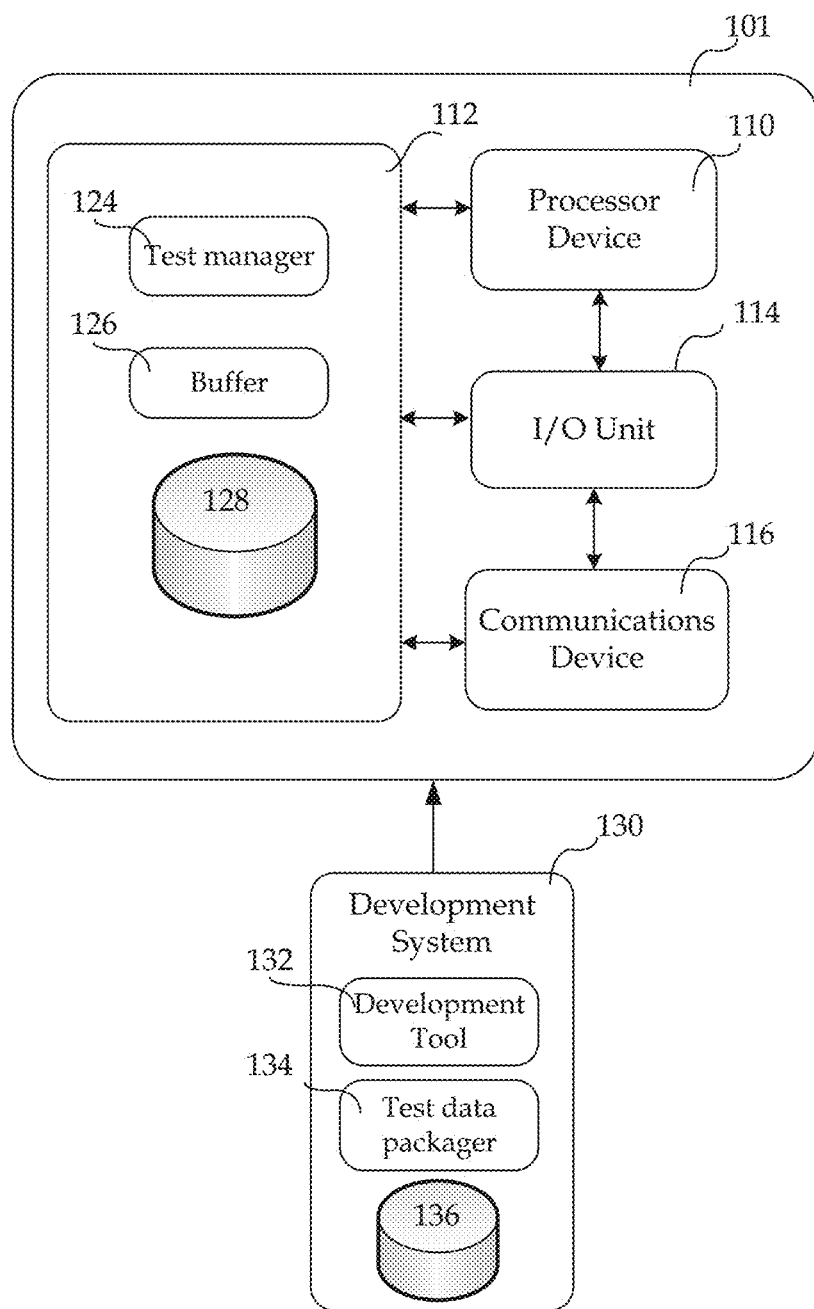 101
112
110
124
Processor
Device
Test manager
126
114
Buffer
I/O Unit
128
116
Communications
Device
130
Development
System
132
Development
Tool
134
Test data
packager
136